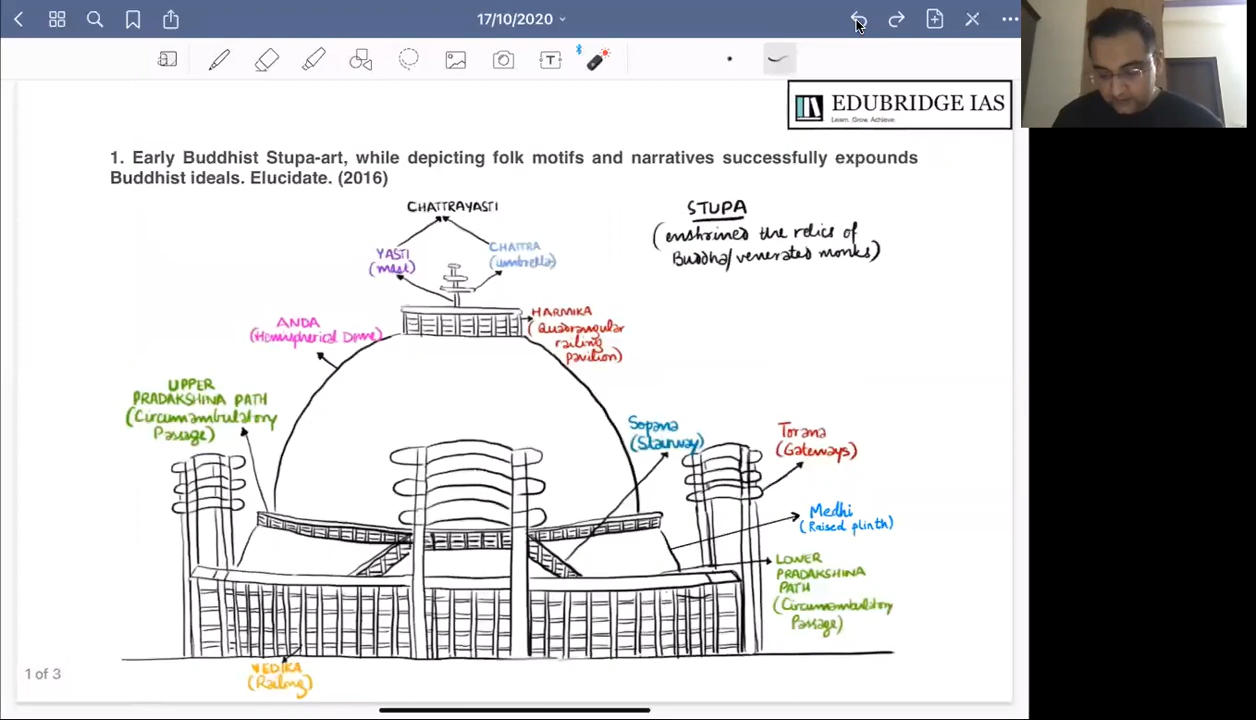 17/10/2020
EDUBRIDGE IAS
Learn. Grow. Achieve.
1. Early Buddhist Stupa-art, while depicting folk motifs and narratives successfully expounds
Buddhist ideals. Elucidate. (2016)
CHATTRAYASTI
STUPA
(enshrined the relics of
Buddha/venerated monks)
YASTI
(mast)
CHATTRA
(umbrella)
HARMIKA
(Quadrangular
railing
pavilion)
ANDA
(Hemispherical Dome)
UPPER
PRADAKSHINA PATH
(Circumambulatory
Passage)
Sopana
(Stairway)
Torana
(Gateways)
Medhi
(Raised plinth)
LOWER
PRADAKSHINA
PATH
(Circumambulatory
Passage)
VEDIKA
(Railing)
1 of 3